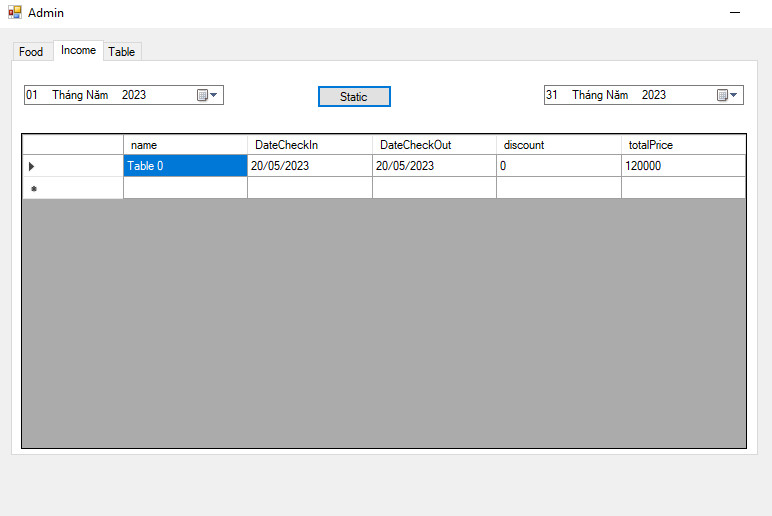 Admin
Food Income Table
01 Tháng Năm 2023 Static 31 Tháng Năm 2023
name DateCheckIn DateCheckOut discount totalPrice
Table 0 20/05/2023 20/05/2023 0 120000